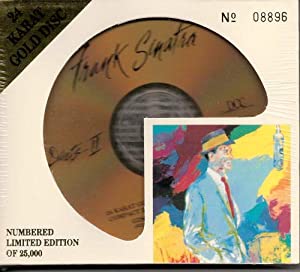 24
KARAT
GOLD DISC
Nº 08896
Frank Sinatra
Duets II
DCC
NUMBERED
LIMITED EDITION
OF 25,000